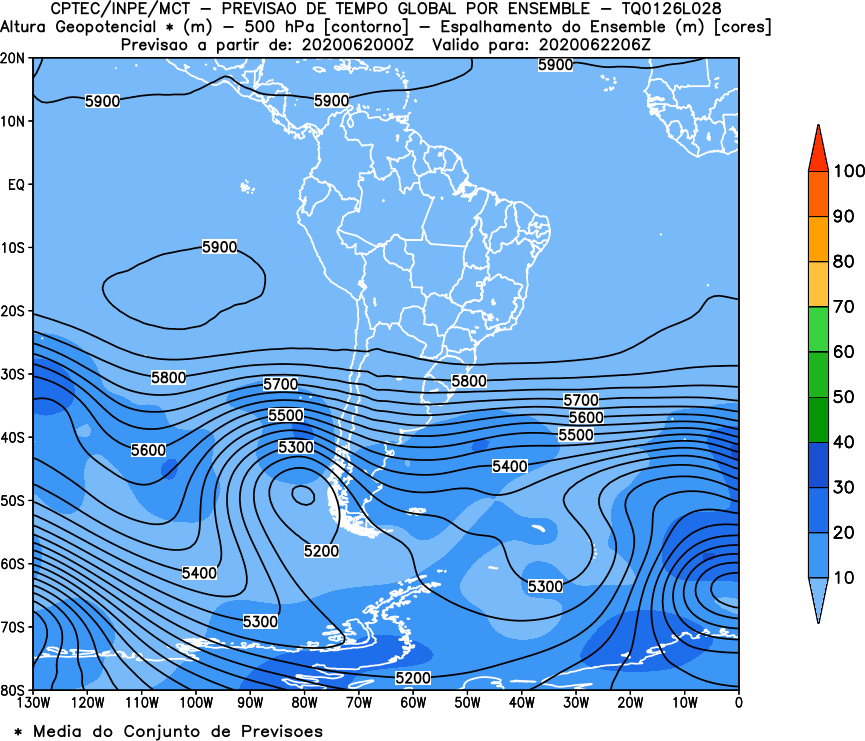 CPTEC/INPE/MCT – PREVISAO DE TEMPO GLOBAL POR ENSEMBLE – TQ0126L028
Altura Geopotencial * (m) – 500 hPa [contorno] – Espalhamento do Ensemble (m) [cores]
Previsao a partir de: 2020062000Z Valido para: 2020062206Z
20N
5900
5900
5900
10N
EQ
100
90
10S
5900
80
20S
70
60
30S
5800
5700
5800
50
5700
5500
5600
40S
5500
40
5600
5300
5400
30
50S
20
5200
60S
5400
5300
10
70S
5300
5200
80S
130W 120W 110W 100W 90W 80W 70W 60W 50W 40W 30W 20W 10W 0
* Media do Conjunto de Previsoes